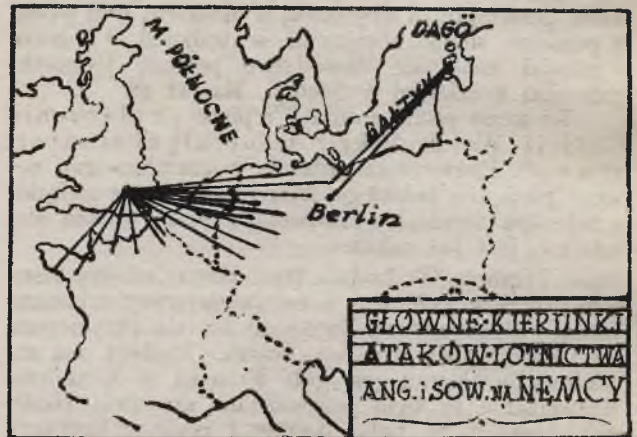 DAGÖ
M. PÓŁNOCNE
BAŁTYK
Berlin
GŁÓWNE·KIERUNKI
ATAKÓW·LOTNICTWA
ANG. i SOW. NA NIEMCY